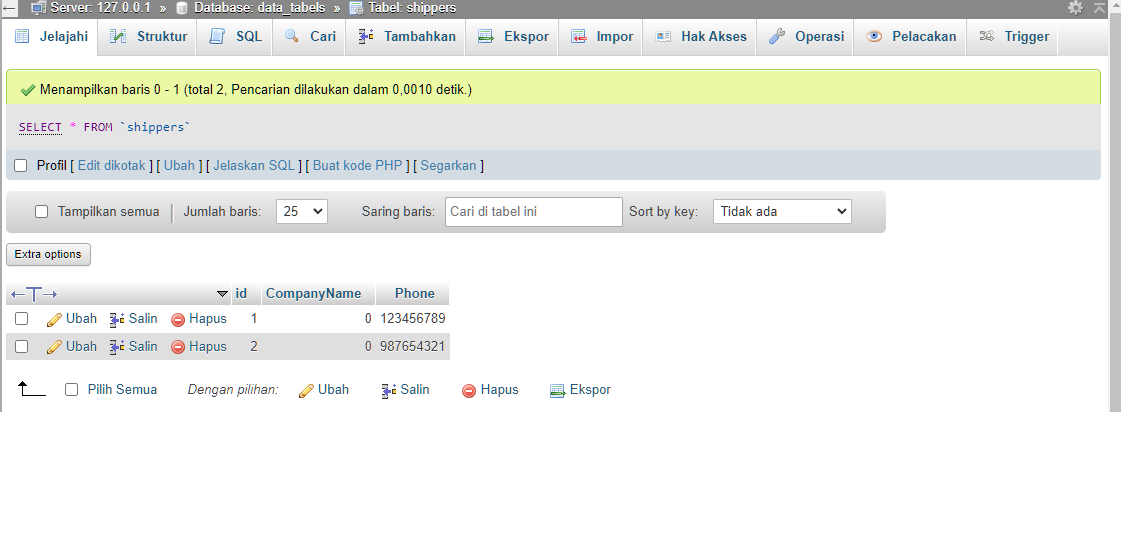 Server: 127.0.0.1 » Database: data_tabels » Tabel: shippers
Jelajahi Struktur SQL Cari Tambahkan Ekspor Impor Hak Akses Operasi Pelacakan Trigger
Menampilkan baris 0 - 1 (total 2, Pencarian dilakukan dalam 0,0010 detik.)
SELECT * FROM `shippers`
Profil [ Edit dikotak ] [ Ubah ] [ Jelaskan SQL ] [ Buat kode PHP ] [ Segarkan ]
Tampilkan semua | Jumlah baris: 25 Saring baris: Cari di tabel ini Sort by key: Tidak ada
Extra options
←T→ id CompanyName Phone
Ubah Salin Hapus 1 0 123456789
Ubah Salin Hapus 2 0 987654321
Pilih Semua Dengan pilihan: Ubah Salin Hapus Ekspor